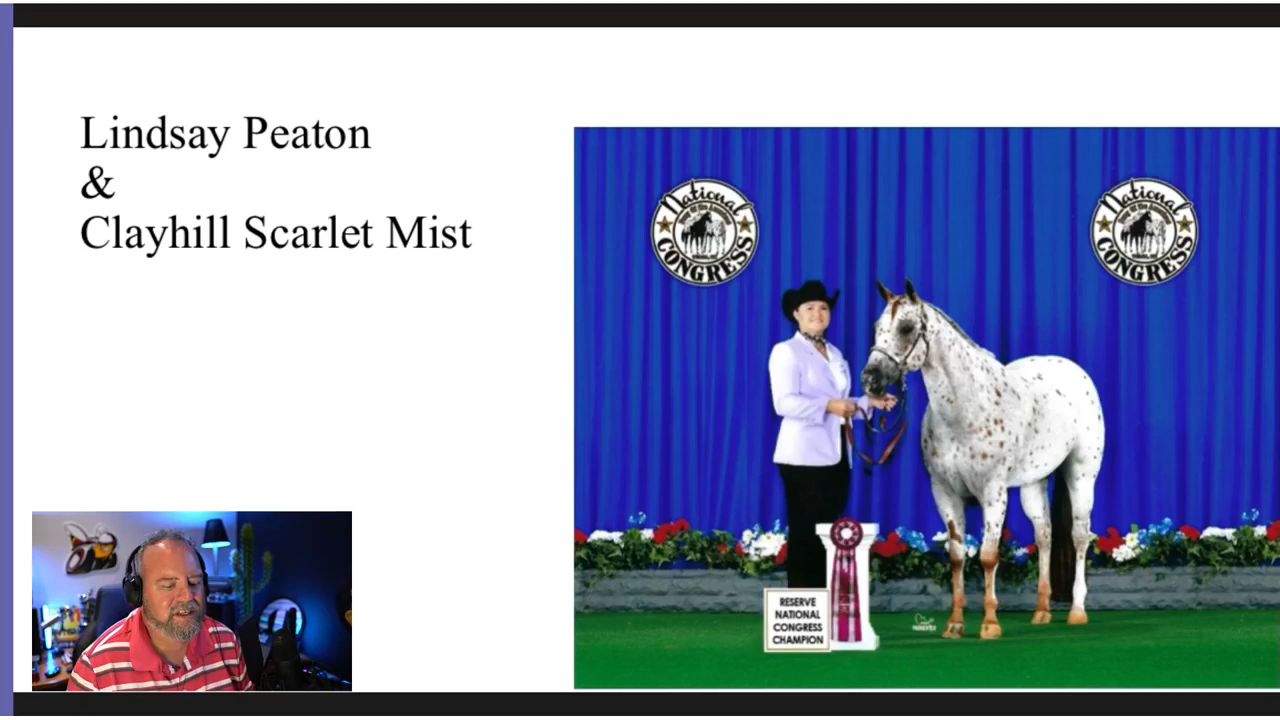 Lindsay Peaton
&
Clayhill Scarlet Mist
National
CONGRESS
National
CONGRESS
RESERVE
NATIONAL
CONGRESS
CHAMPION